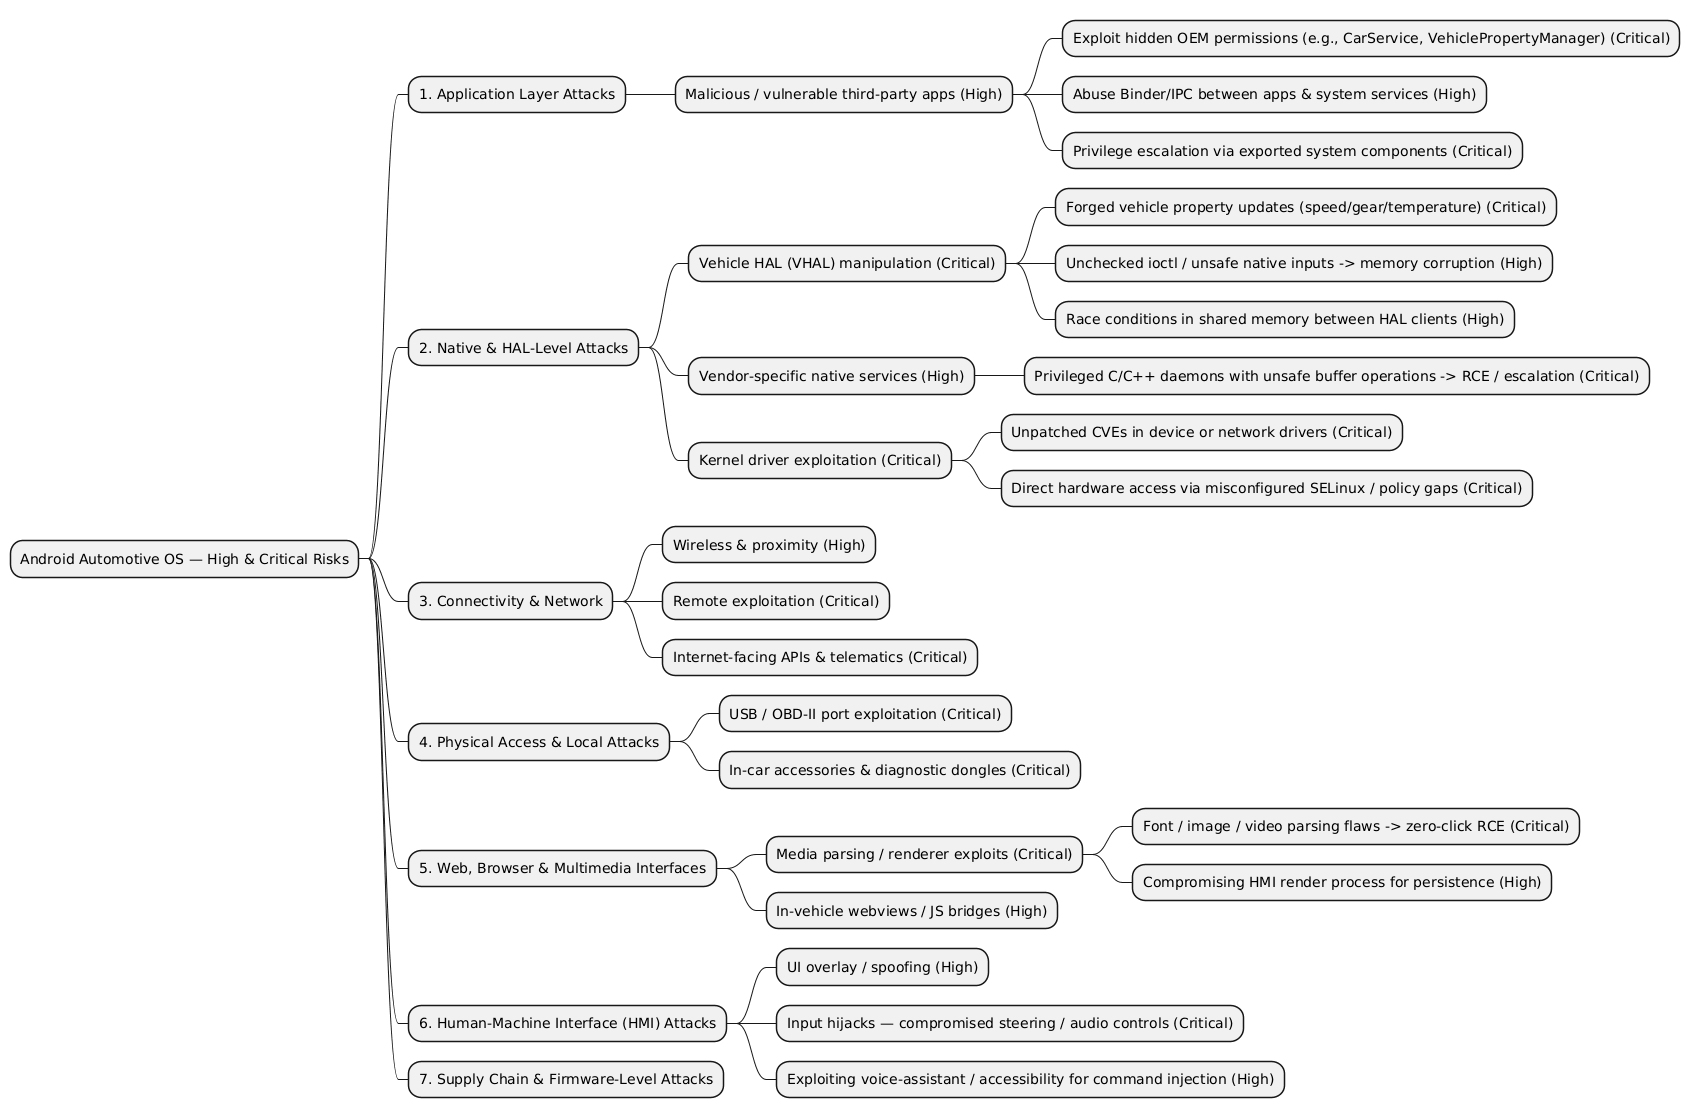 Android Automotive OS — High & Critical Risks
1. Application Layer Attacks
Malicious / vulnerable third-party apps (High)
Exploit hidden OEM permissions (e.g., CarService, VehiclePropertyManager) (Critical)
Abuse Binder/IPC between apps & system services (High)
Privilege escalation via exported system components (Critical)
2. Native & HAL-Level Attacks
Vehicle HAL (VHAL) manipulation (Critical)
Forged vehicle property updates (speed/gear/temperature) (Critical)
Unchecked ioctl / unsafe native inputs -> memory corruption (High)
Race conditions in shared memory between HAL clients (High)
Vendor-specific native services (High)
Privileged C/C++ daemons with unsafe buffer operations -> RCE / escalation (Critical)
Kernel driver exploitation (Critical)
Unpatched CVEs in device or network drivers (Critical)
Direct hardware access via misconfigured SELinux / policy gaps (Critical)
3. Connectivity & Network
Wireless & proximity (High)
Remote exploitation (Critical)
Internet-facing APIs & telematics (Critical)
4. Physical Access & Local Attacks
USB / OBD-II port exploitation (Critical)
In-car accessories & diagnostic dongles (Critical)
5. Web, Browser & Multimedia Interfaces
Media parsing / renderer exploits (Critical)
Font / image / video parsing flaws -> zero-click RCE (Critical)
Compromising HMI render process for persistence (High)
In-vehicle webviews / JS bridges (High)
6. Human-Machine Interface (HMI) Attacks
UI overlay / spoofing (High)
Input hijacks — compromised steering / audio controls (Critical)
Exploiting voice-assistant / accessibility for command injection (High)
7. Supply Chain & Firmware-Level Attacks